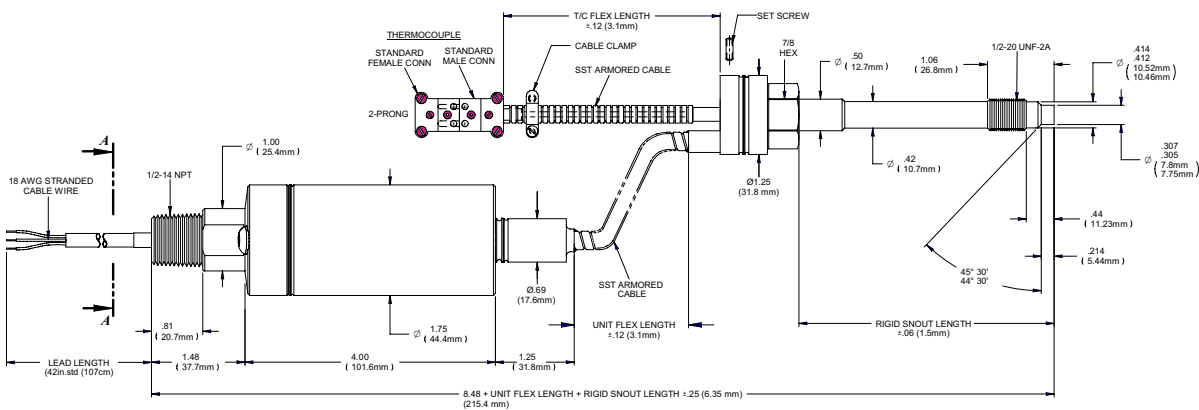 T/C FLEX LENGTH
±.12 (3.1mm)
SET SCREW
THERMOCOUPLE
STANDARD
FEMALE CONN
STANDARD
MALE CONN
CABLE CLAMP
SST ARMORED CABLE
2-PRONG
7/8
HEX
Ø .50
( 12.7mm )
1.06
( 26.8mm )
1/2-20 UNF-2A
Ø .414
.412
( 10.52mm
10.46mm )
Ø .307
.305
( 7.8mm
7.75mm )
Ø .42
( 10.7mm )
Ø1.25
(31.8 mm)
.44
( 11.23mm )
.214
( 5.44mm )
45° 30'
44° 30'
A
18 AWG STRANDED
CABLE WIRE
1/2-14 NPT
Ø 1.00
( 25.4mm )
A
Ø.69
(17.6mm)
SST ARMORED
CABLE
Ø 1.75
( 44.4mm )
.81
( 20.7mm )
UNIT FLEX LENGTH
±.12 (3.1mm)
RIGID SNOUT LENGTH
±.06 (1.5mm)
LEAD LENGTH
(42in.std (107cm)
1.48
( 37.7mm )
4.00
( 101.6mm )
1.25
( 31.8mm )
8.48 + UNIT FLEX LENGTH + RIGID SNOUT LENGTH ±.25 (6.35 mm)
(215.4 mm)